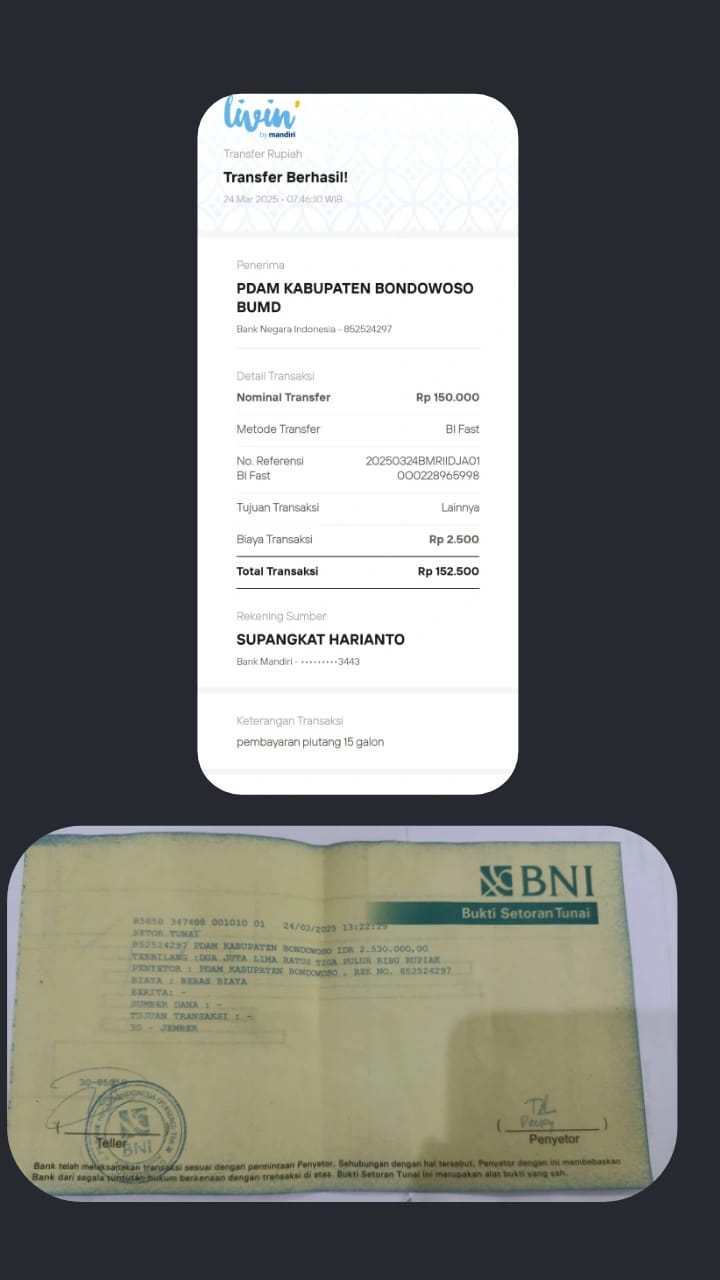 livin'
by mandiri
Transfer Rupiah
Transfer Berhasil!
24 Mar 2025 • 07:46:10 WIB
Penerima
PDAM KABUPATEN BONDOWOSO
BUMD
Bank Negara Indonesia - 852524297
Detail Transaksi
Nominal Transfer Rp 150.000
Metode Transfer BI Fast
No. Referensi 20250324BMRIIDJA01
BI Fast 0O0228965998
Tujuan Transaksi Lainnya
Biaya Transaksi Rp 2.500
Total Transaksi Rp 152.500
Rekening Sumber
SUPANGKAT HARIANTO
Bank Mandiri - •••••••••3443
Keterangan Transaksi
pembayaran piutang 15 galon
BNI
Bukti Setoran Tunai
85858 347488 001010 01 24/03/2025 13:22:29
SETOR TUNAI
852524297 PDAM KABUPATEN BONDOWOSO IDR 2.530.000,00
TERBILANG :DUA JUTA LIMA RATUS TIGA PULUH RIBU RUPIAH
PENYETOR : PDAM KABUPATEN BONDOWOSO , REK NO. 852524297
BIAYA : BEBAS BIAYA
BERITA: -
SUMBER DANA : -
TUJUAN TRANSAKSI : -
30 - JEMBER
30-85858
Teller
BNI
( )
Penyetor
Bank telah melaksanakan transaksi sesuai dengan permintaan Penyetor. Sehubungan dengan hal tersebut, Penyetor dengan ini membebaskan
Bank dari segala tuntutan hukum berkenaan dengan transaksi di atas. Bukti Setoran Tunai ini merupakan alat bukti yang sah.